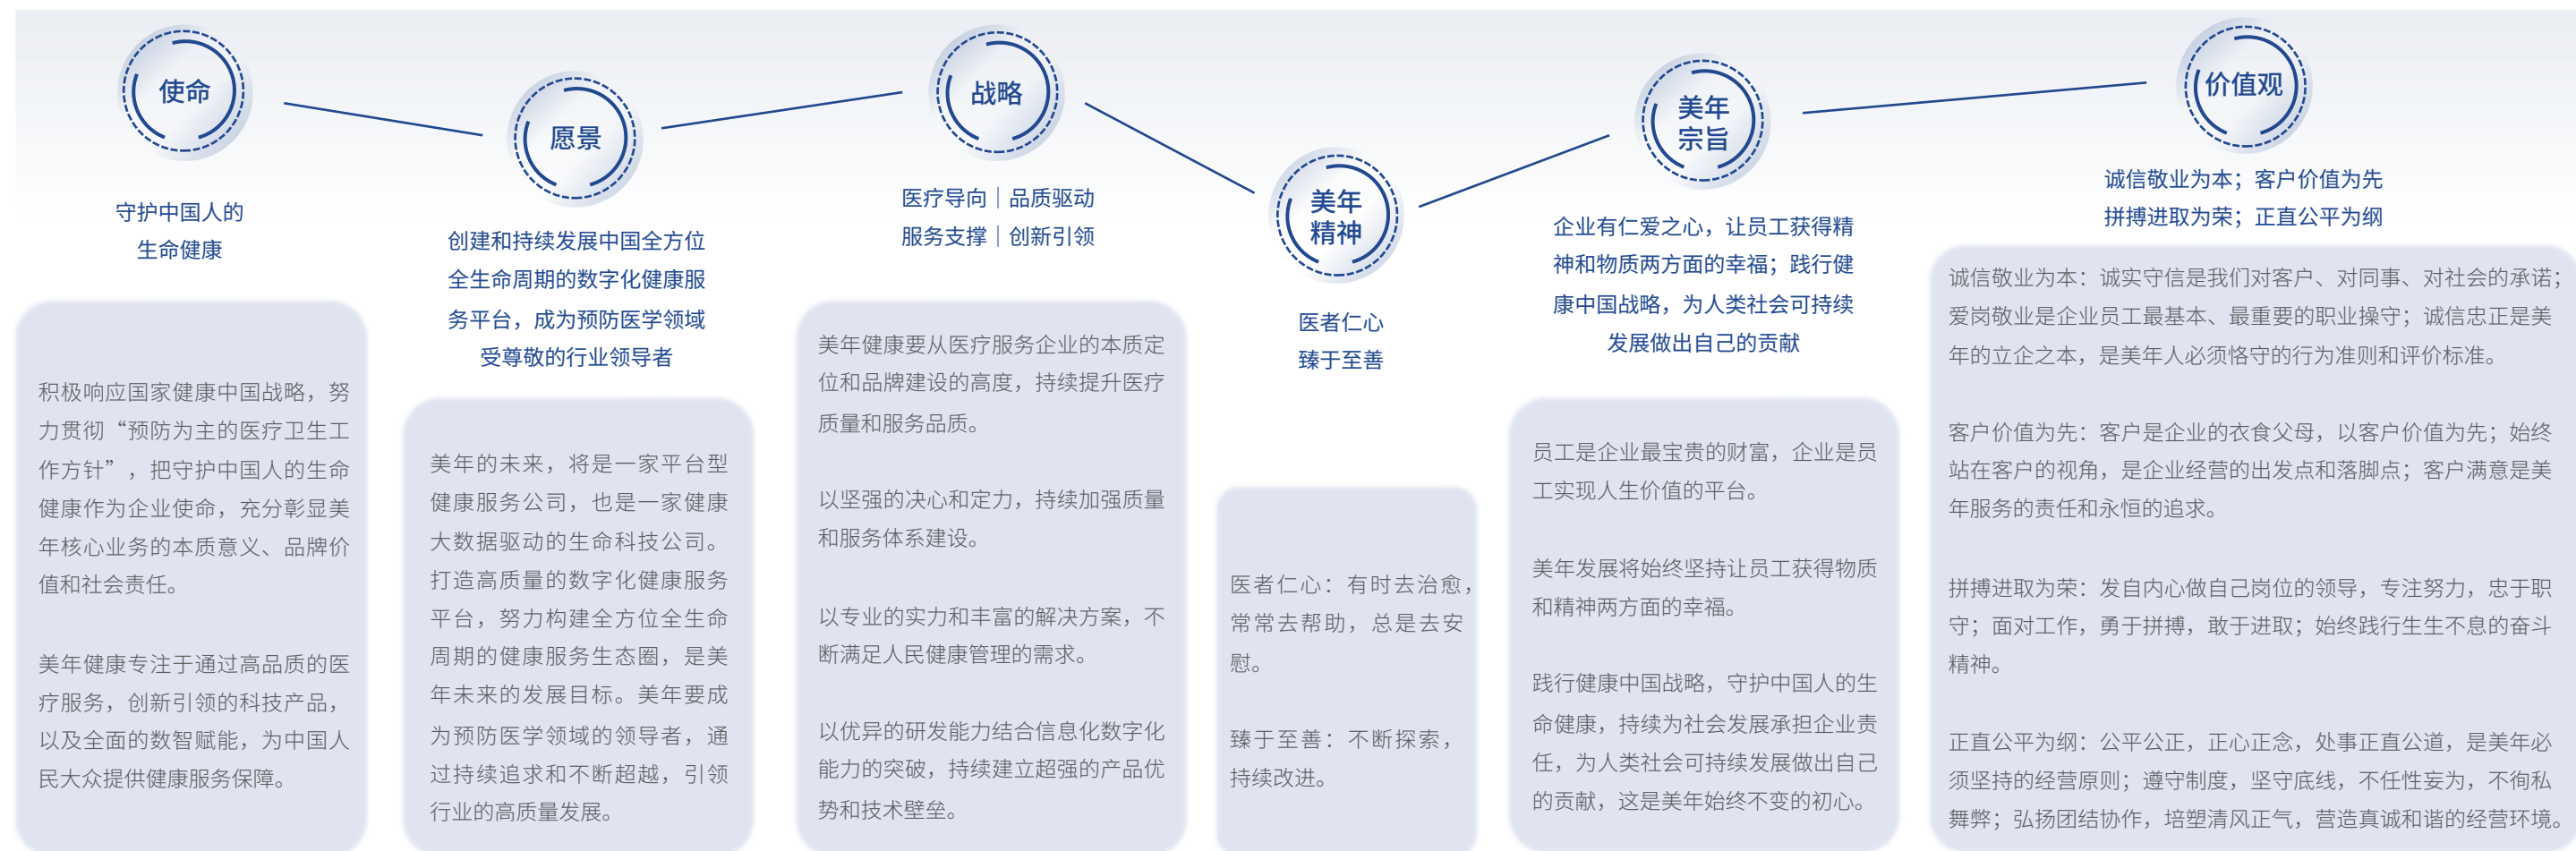 使命
守护中国人的
生命健康
积极响应国家健康中国战略，努
力贯彻“预防为主的医疗卫生工
作方针”，把守护中国人的生命
健康作为企业使命，充分彰显美
年核心业务的本质意义、品牌价
值和社会责任。
美年健康专注于通过高品质的医
疗服务，创新引领的科技产品，
以及全面的数智赋能，为中国人
民大众提供健康服务保障。
愿景
创建和持续发展中国全方位
全生命周期的数字化健康服
务平台，成为预防医学领域
受尊敬的行业领导者
美年的未来，将是一家平台型
健康服务公司，也是一家健康
大数据驱动的生命科技公司。
打造高质量的数字化健康服务
平台，努力构建全方位全生命
周期的健康服务生态圈，是美
年未来的发展目标。美年要成
为预防医学领域的领导者，通
过持续追求和不断超越，引领
行业的高质量发展。
战略
医疗导向｜品质驱动
服务支撑｜创新引领
美年健康要从医疗服务企业的本质定
位和品牌建设的高度，持续提升医疗
质量和服务品质。
以坚强的决心和定力，持续加强质量
和服务体系建设。
以专业的实力和丰富的解决方案，不
断满足人民健康管理的需求。
以优异的研发能力结合信息化数字化
能力的突破，持续建立超强的产品优
势和技术壁垒。
美年
精神
医者仁心
臻于至善
医者仁心：有时去治愈，
常常去帮助，总是去安
慰。
臻于至善：不断探索，
持续改进。
美年
宗旨
企业有仁爱之心，让员工获得精
神和物质两方面的幸福；践行健
康中国战略，为人类社会可持续
发展做出自己的贡献
员工是企业最宝贵的财富，企业是员
工实现人生价值的平台。
美年发展将始终坚持让员工获得物质
和精神两方面的幸福。
践行健康中国战略，守护中国人的生
命健康，持续为社会发展承担企业责
任，为人类社会可持续发展做出自己
的贡献，这是美年始终不变的初心。
价值观
诚信敬业为本；客户价值为先
拼搏进取为荣；正直公平为纲
诚信敬业为本：诚实守信是我们对客户、对同事、对社会的承诺；
爱岗敬业是企业员工最基本、最重要的职业操守；诚信忠正是美
年的立企之本，是美年人必须恪守的行为准则和评价标准。
客户价值为先：客户是企业的衣食父母，以客户价值为先；始终
站在客户的视角，是企业经营的出发点和落脚点；客户满意是美
年服务的责任和永恒的追求。
拼搏进取为荣：发自内心做自己岗位的领导，专注努力，忠于职
守；面对工作，勇于拼搏，敢于进取；始终践行生生不息的奋斗
精神。
正直公平为纲：公平公正，正心正念，处事正直公道，是美年必
须坚持的经营原则；遵守制度，坚守底线，不任性妄为，不徇私
舞弊；弘扬团结协作，培塑清风正气，营造真诚和谐的经营环境。